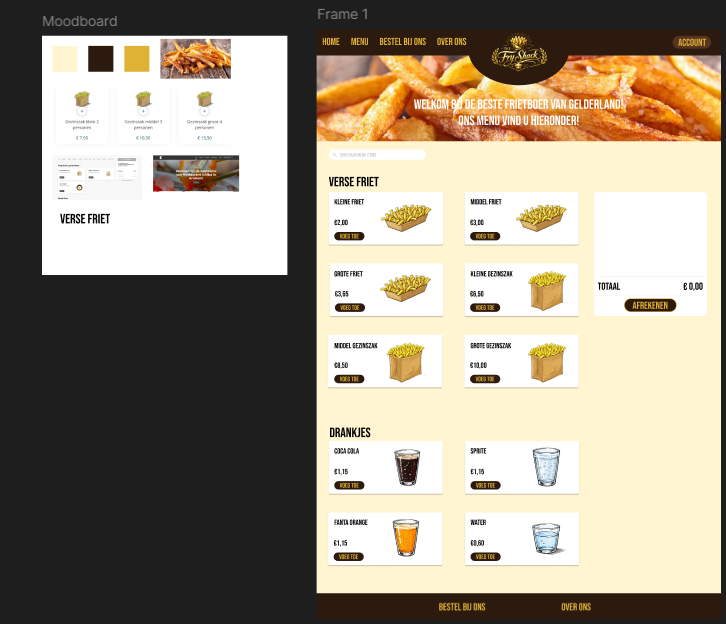 Moodboard
Gezinszak klein 2
personen
€ 7,50
Gezinszak middel 3
personen
€ 10,50
Gezinszak groot 4
personen
€ 13,50
VERSE FRIET
Frame 1
HOME MENU BESTEL BIJ ONS OVER ONS
The
Fry Shack
ACCOUNT
WELKOM BIJ DE BESTE FRIETBOER VAN GELDERLAND!
ONS MENU VIND U HIERONDER!
VERSE FRIET
KLEINE FRIET
€2,00
VOEG TOE
MIDDEL FRIET
€3,00
VOEG TOE
GROTE FRIET
€3,65
VOEG TOE
KLEINE GEZINSZAK
€6,50
VOEG TOE
MIDDEL GEZINSZAK
€8,50
VOEG TOE
GROTE GEZINSZAK
€10,00
VOEG TOE
TOTAAL € 0,00
AFREKENEN
DRANKJES
COCA COLA
€1,15
VOEG TOE
SPRITE
€1,15
VOEG TOE
FANTA ORANGE
€1,15
VOEG TOE
WATER
€0,60
VOEG TOE
BESTEL BIJ ONS OVER ONS